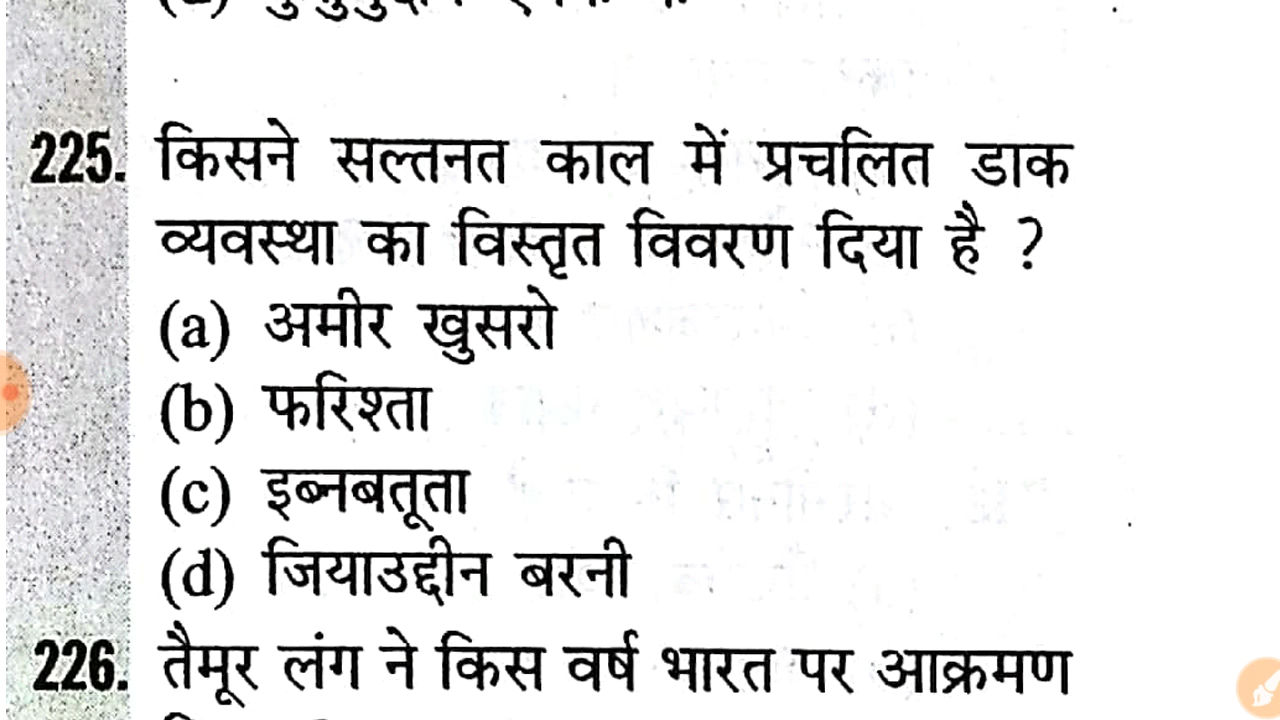 225. किसने सल्तनत काल में प्रचलित डाक
व्यवस्था का विस्तृत विवरण दिया है ?
(a) अमीर खुसरो
(b) फरिश्ता
(c) इब्नबतूता
(d) जियाउद्दीन बरनी
226. तैमूर लंग ने किस वर्ष भारत पर आक्रमण